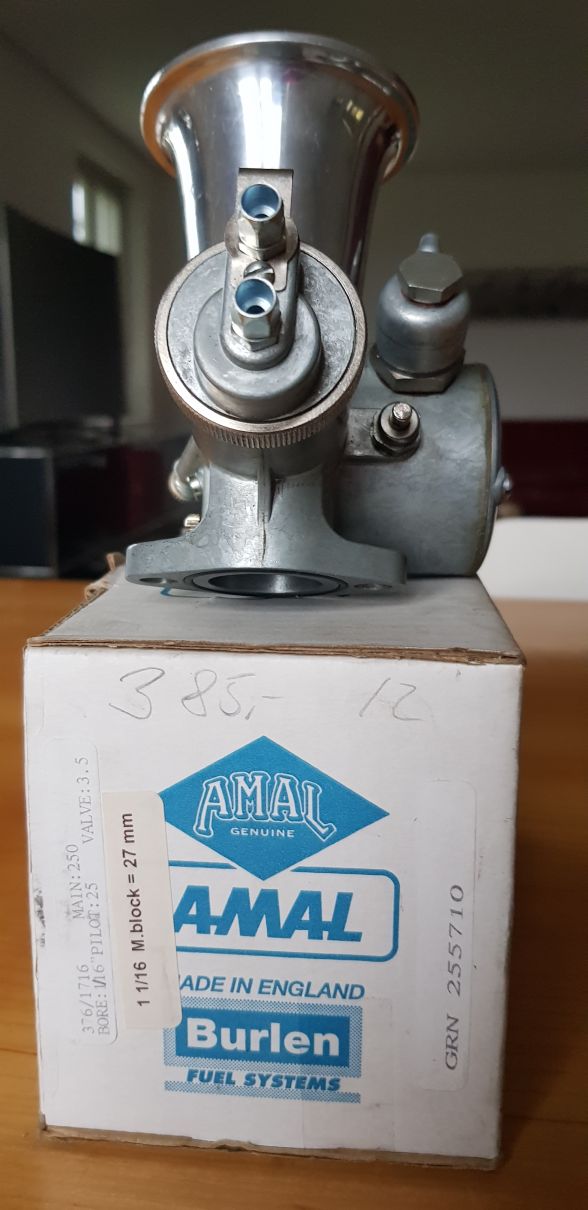 385,- 12
AMAL
GENUINE
AMAL
MADE IN ENGLAND
Burlen
FUEL SYSTEMS
376/1716 MAIN:250
BORE:1/16"PILOT:25 VALVE:3.5
1 1/16 M.block = 27 mm
GRN 255710